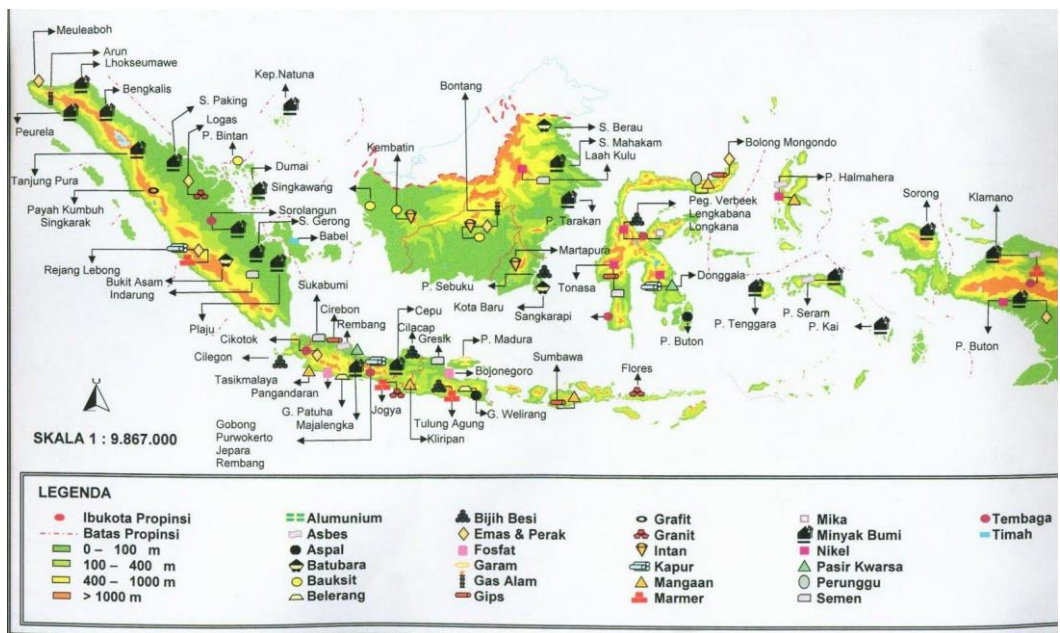 Meuleaboh
Arun
Lhokseumawe
Bengkalis
S. Paking
Logas
P. Bintan
Kep.Natuna
Dumai
Peurela
Tanjung Pura
Payah Kumbuh
Singkarak
Sorolangun
S. Gerong
Babel
Rejang Lebong
Bukit Asam
Indarung
Plaju
Singkawang
Kembatin
Bontang
S. Berau
S. Mahakam
Laah Kulu
P. Tarakan
Martapura
P. Sebuku
Kota Baru
Bolong Mongondo
Peg. Verbeek
Lengkabana
Longkana
Tonasa
Donggala
Sangkarapi
P. Buton
P. Halmahera
P. Tenggara
P. Seram
P. Kai
Sorong
Klamano
P. Buton
Sukabumi
Cirebon
Rembang
Cepu
Cilacap
Gresik
P. Madura
Cikotok
Cilegon
Tasikmalaya
Pangandaran
G. Patuha
Majalengka
Jogya
Kliripan
Tulung Agung
G. Welirang
Bojonegoro
Sumbawa
Flores
Gobong
Purwokerto
Jepara
Rembang
SKALA 1 : 9.867.000
LEGENDA
Ibukota Propinsi
Batas Propinsi
0 – 100 m
100 – 400 m
400 – 1000 m
> 1000 m
Alumunium
Asbes
Aspal
Batubara
Bauksit
Belerang
Bijih Besi
Emas & Perak
Fosfat
Garam
Gas Alam
Gips
Grafit
Granit
Intan
Kapur
Mangaan
Marmer
Mika
Minyak Bumi
Nikel
Pasir Kwarsa
Perunggu
Semen
Tembaga
Timah